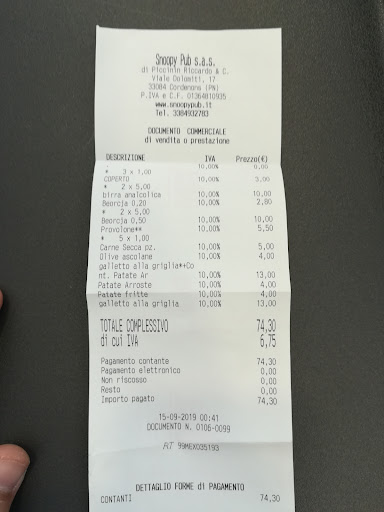 Snoopy Pub s.a.s.
di Piccinin Riccardo & C.
Viale Dolomiti, 17
33084 Cordenons (PN)
P.IVA e C.F. 01364810935
www.snoopypub.it
Tel. 3384932783
DOCUMENTO COMMERCIALE
di vendita o prestazione
DESCRIZIONE IVA Prezzo(€)
. 10,00% 0,00
* 3 x 1,00
COPERTO 10,00% 3,00
* 2 x 5,00
birra analcolica 10,00% 10,00
Beorcja 0,20 10,00% 2,80
* 2 x 5,00
Beorcja 0,50 10,00% 10,00
Provolone** 10,00% 5,50
* 5 x 1,00
Carne Secca pz. 10,00% 5,00
Olive ascolane 10,00% 4,00
galletto alla griglia*+Co
nt. Patate Ar 10,00% 13,00
Patate Arroste 10,00% 4,00
Patate fritte 10,00% 4,00
galletto alla griglia 10,00% 13,00
TOTALE COMPLESSIVO 74,30
di cui IVA 6,75
Pagamento contante 74,30
Pagamento elettronico 0,00
Non riscosso 0,00
Resto 0,00
Importo pagato 74,30
15-09-2019 00:41
DOCUMENTO N. 0106-0099
RT 99MEX035193
DETTAGLIO FORME di PAGAMENTO
CONTANTI 74,30